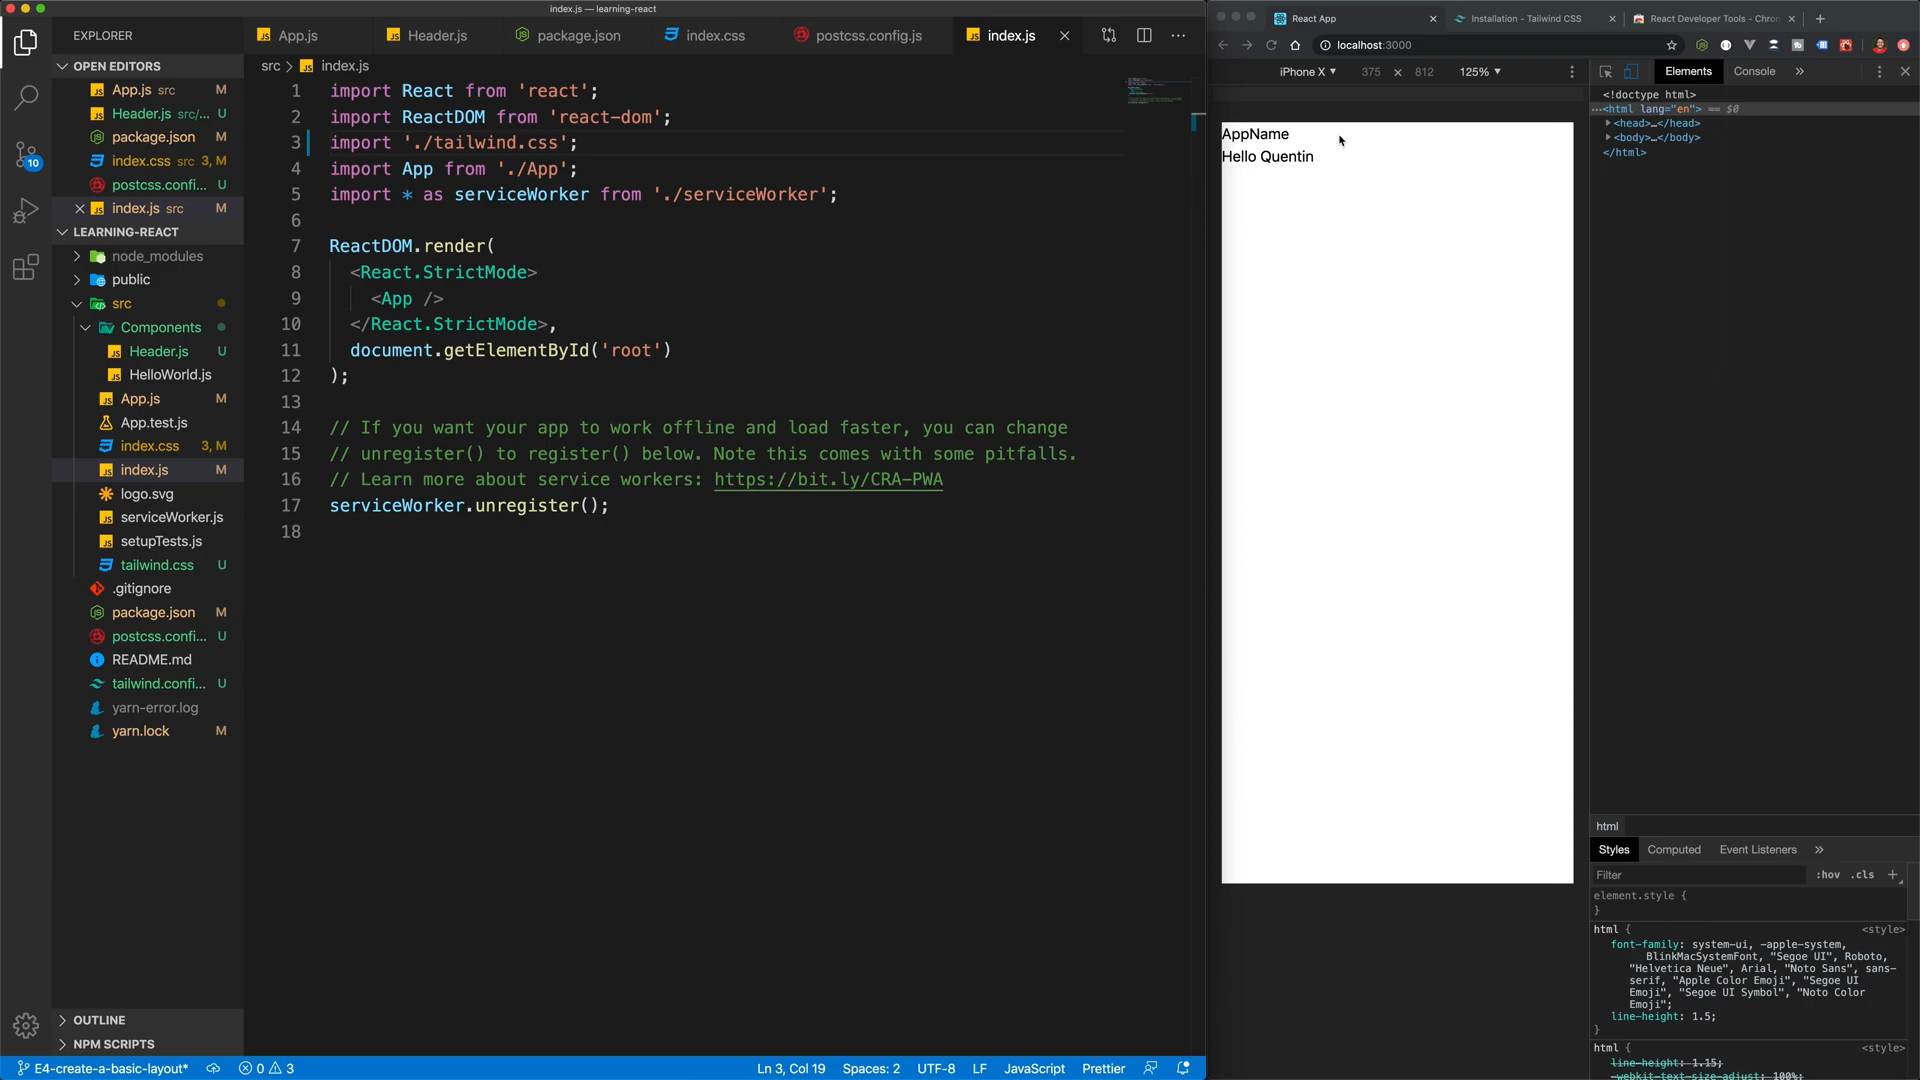 index.js — learning-react
EXPLORER
OPEN EDITORS
App.js src M
Header.js src/... U
package.json M
index.css src 3, M
postcss.confi... U
index.js src M
LEARNING-REACT
node_modules
public
src
Components
Header.js U
HelloWorld.js
App.js M
App.test.js
index.css 3, M
index.js M
logo.svg
serviceWorker.js
setupTests.js
tailwind.css U
.gitignore
package.json M
postcss.confi... U
README.md
tailwind.confi... U
yarn-error.log
yarn.lock M
OUTLINE
NPM SCRIPTS
10
App.js Header.js package.json index.css postcss.config.js index.js
src > index.js
1 import React from 'react';
2 import ReactDOM from 'react-dom';
3 import './tailwind.css';
4 import App from './App';
5 import * as serviceWorker from './serviceWorker';
6
7 ReactDOM.render(
8 <React.StrictMode>
9 <App />
10 </React.StrictMode>,
11 document.getElementById('root')
12 );
13
14 // If you want your app to work offline and load faster, you can change
15 // unregister() to register() below. Note this comes with some pitfalls.
16 // Learn more about service workers: https://bit.ly/CRA-PWA
17 serviceWorker.unregister();
18
E4-create-a-basic-layout* 0 3 Ln 3, Col 19 Spaces: 2 UTF-8 LF JavaScript Prettier
React App Installation - Tailwind CSS React Developer Tools - Chron
localhost:3000
iPhone X 375 × 812 125%
AppName
Hello Quentin
Elements Console »
<!doctype html>
...<html lang="en"> == $0
<head>…</head>
<body>…</body>
</html>
html
Styles Computed Event Listeners »
Filter :hov .cls +
element.style {
}
html { <style>
font-family: system-ui, -apple-system,
BlinkMacSystemFont, "Segoe UI", Roboto,
"Helvetica Neue", Arial, "Noto Sans", sans-
serif, "Apple Color Emoji", "Segoe UI
Emoji", "Segoe UI Symbol", "Noto Color
Emoji";
line-height: 1.5;
}
html { <style>
line-height: 1.15;
-webkit-text-size-adjust: 100%;